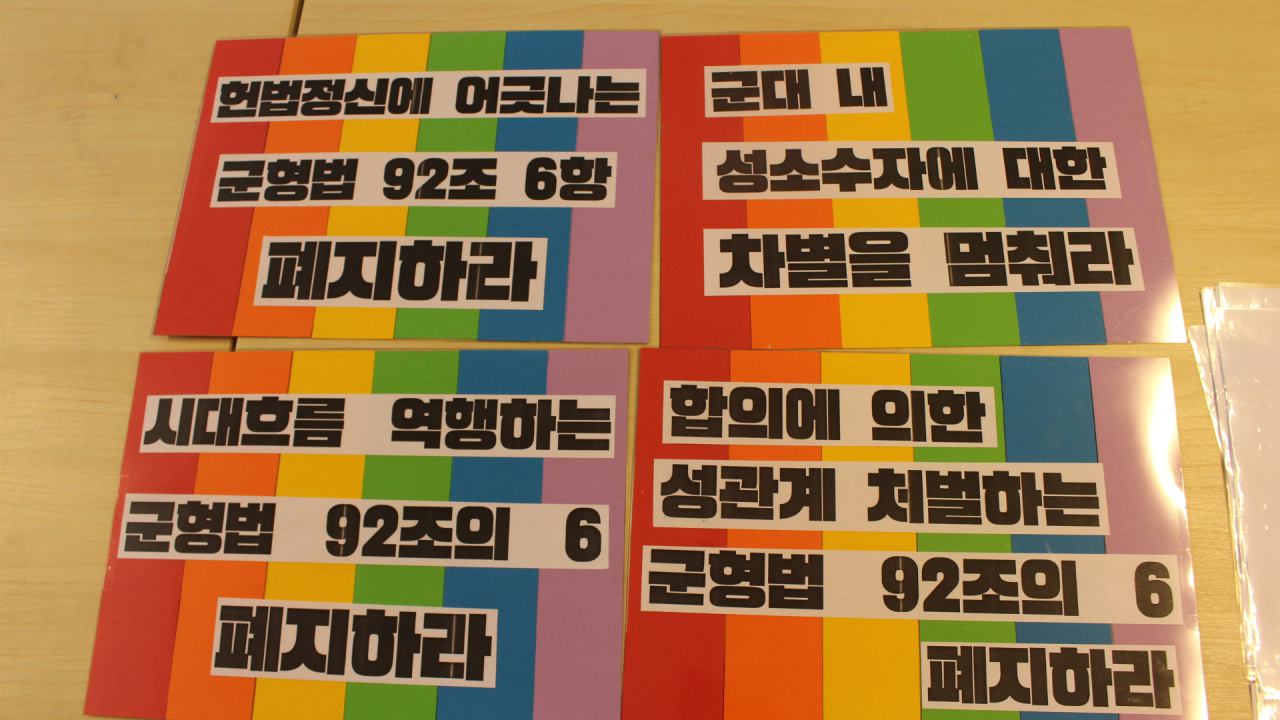 헌법정신에 어긋나는
군형법 92조 6항
폐지하라
군대 내
성소수자에 대한
차별을 멈춰라
시대흐름 역행하는
군형법 92조의 6
폐지하라
합의에 의한
성관계 처벌하는
군형법 92조의 6
폐지하라